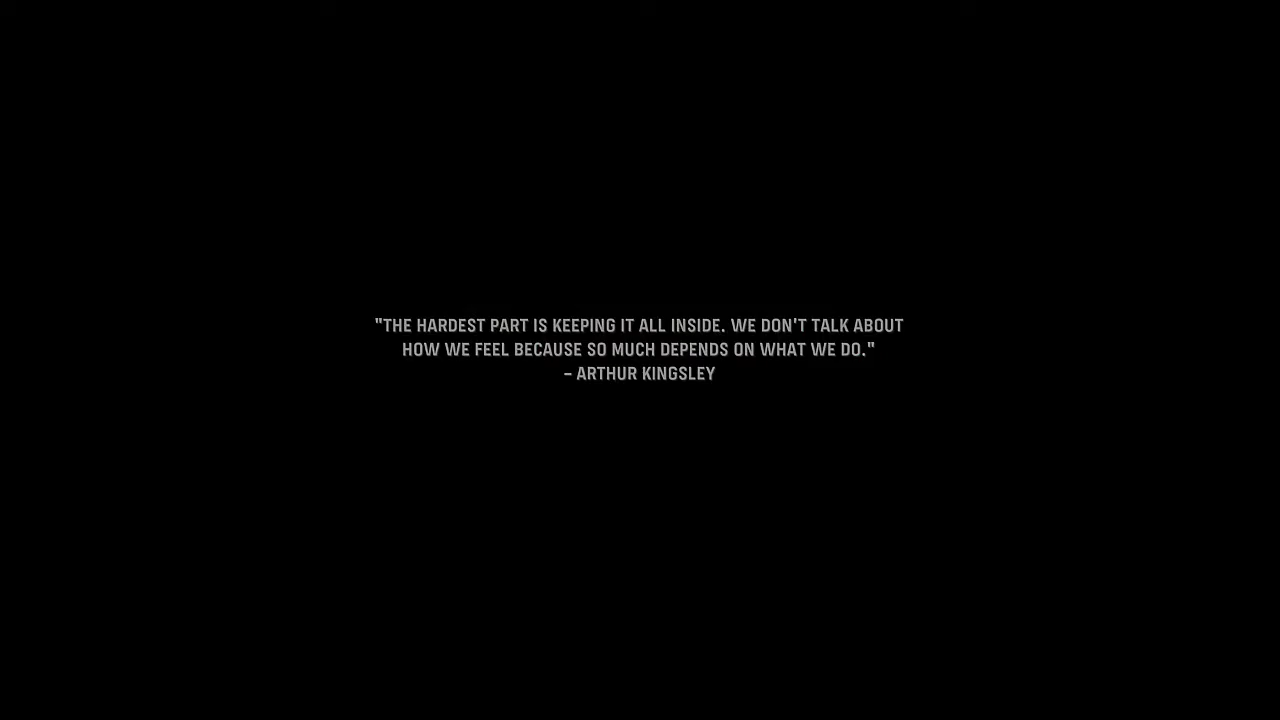 "THE HARDEST PART IS KEEPING IT ALL INSIDE. WE DON'T TALK ABOUT
HOW WE FEEL BECAUSE SO MUCH DEPENDS ON WHAT WE DO."
– ARTHUR KINGSLEY